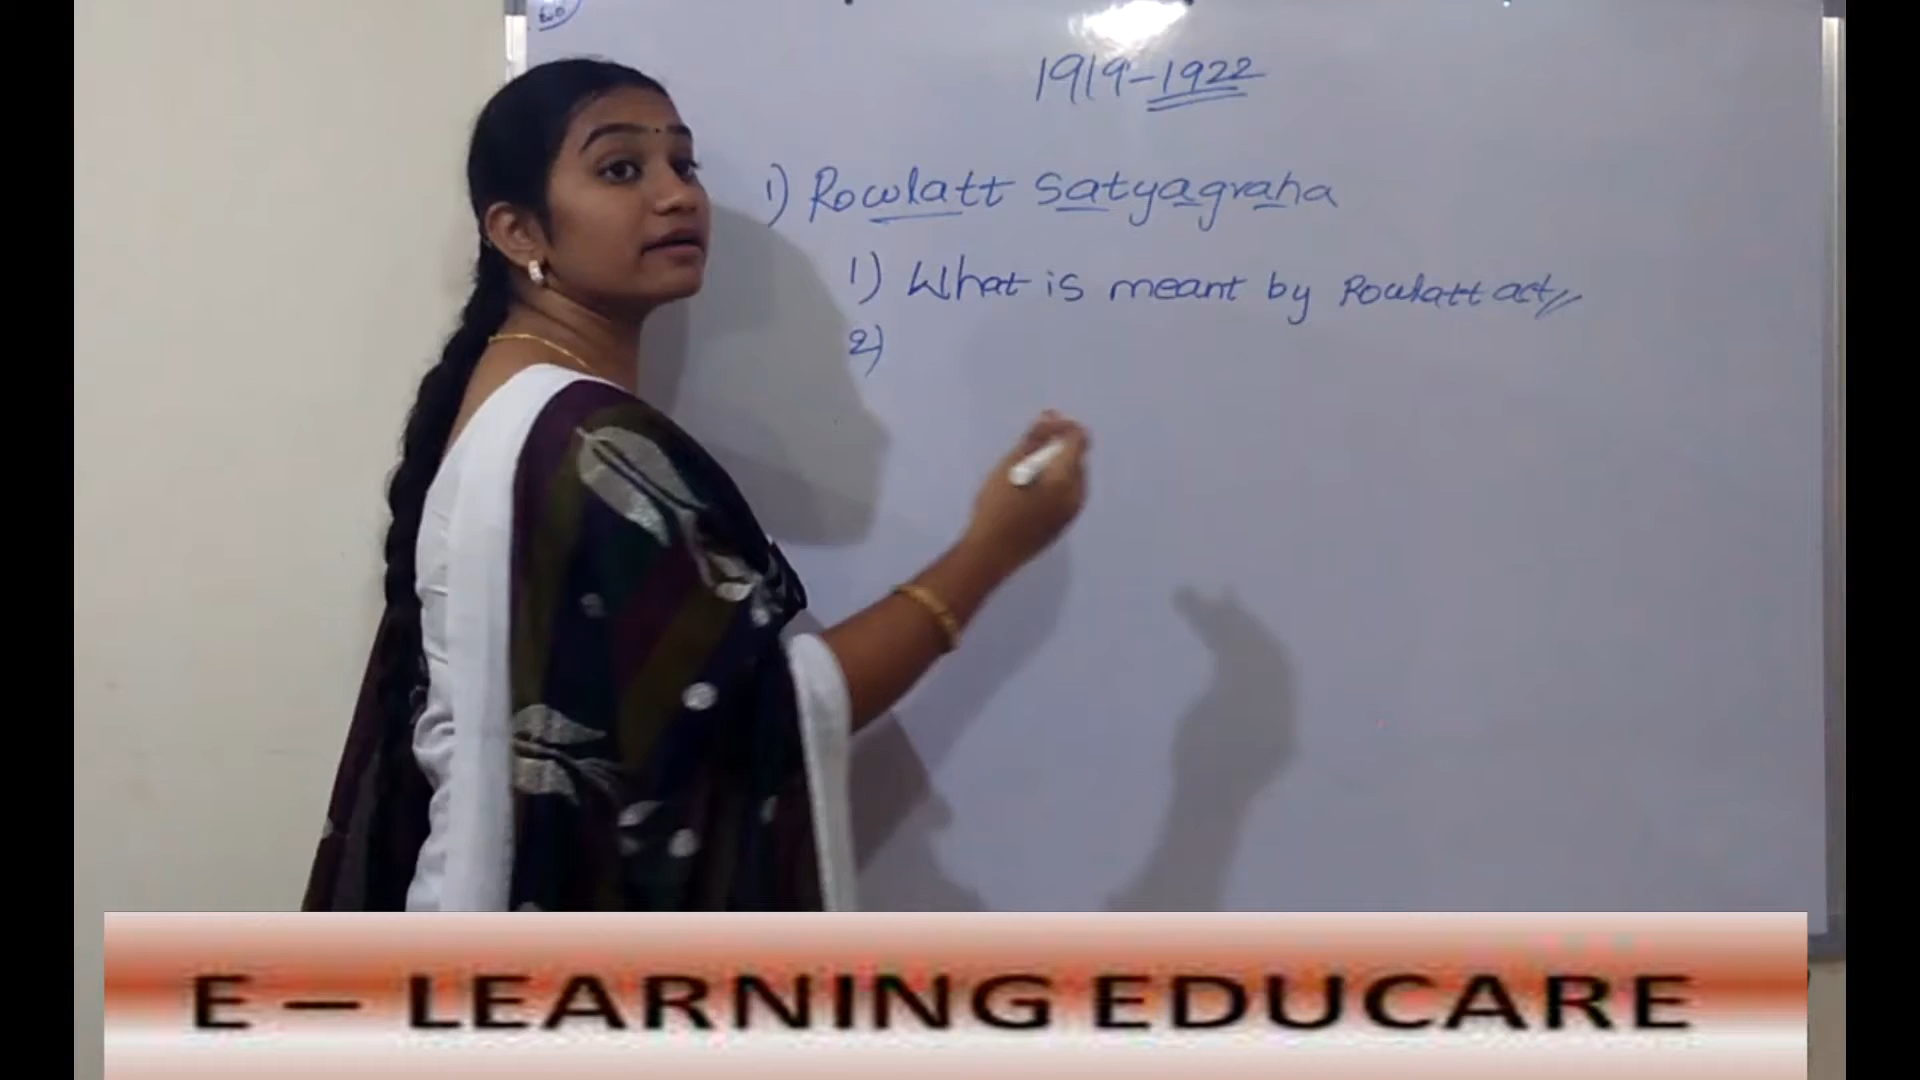 1919-1922
1) Rowlatt Satyagraha
1) What is meant by Rowlatt act
2)
E – LEARNING EDUCARE